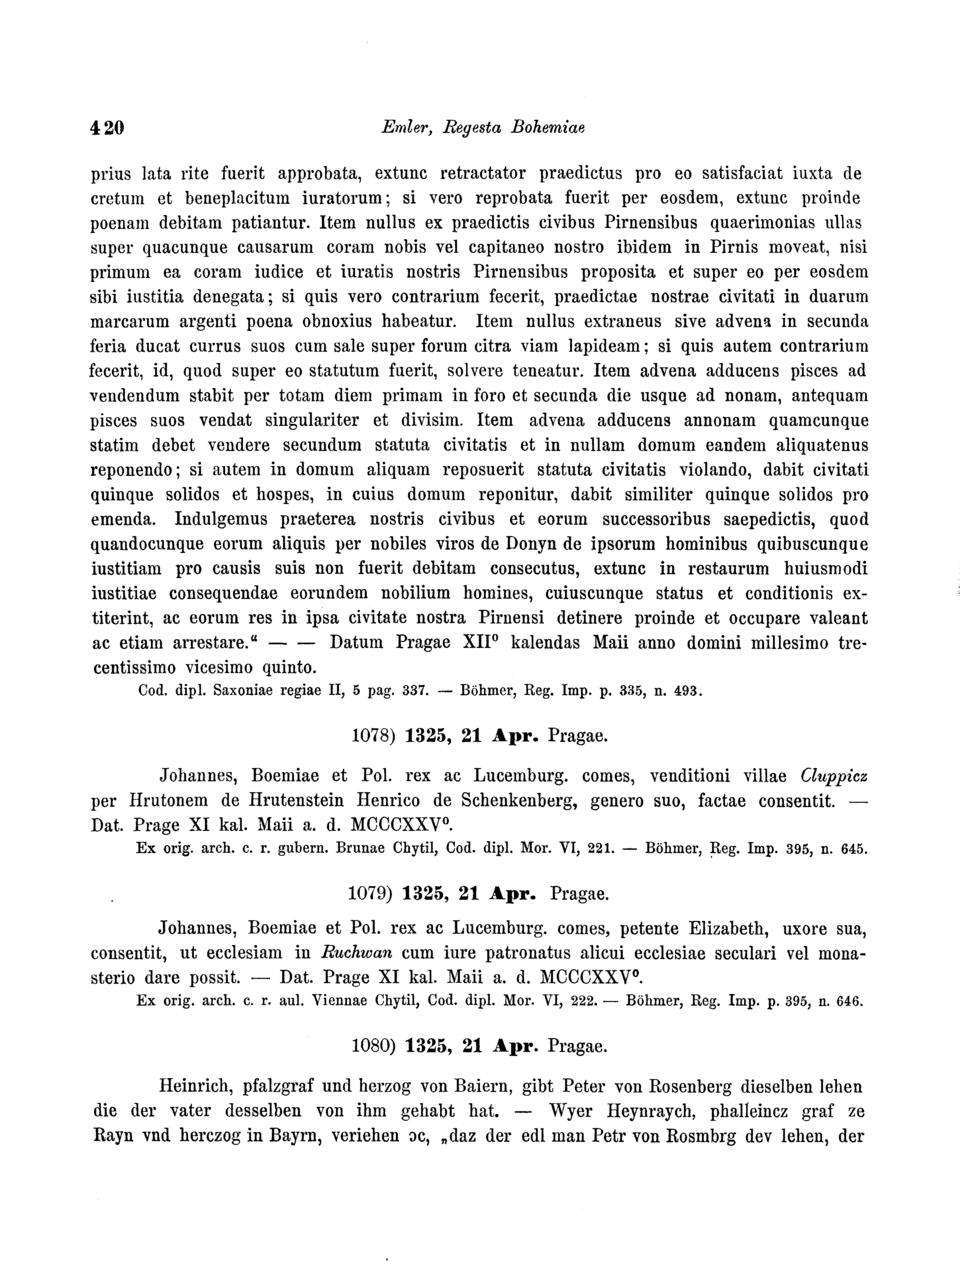 420 Emler, Regesta Bohemiae
prius lata rite fuerit approbata, extunc retractator praedictus pro eo satisfaciat iuxta de
cretum et beneplacitum iuratorum; si vero reprobata fuerit per eosdem, extunc proinde
poenam debitam patiantur. Item nullus ex praedictis civibus Pirnensibus quaerimonias ullas
super quacunque causarum coram nobis vel capitaneo nostro ibidem in Pirnis moveat, nisi
primum ea coram iudice et iuratis nostris Pirnensibus proposita et super eo per eosdem
sibi iustitia denegata; si quis vero contrarium fecerit, praedictae nostrae civitati in duarum
marcarum argenti poena obnoxius habeatur. Item nullus extraneus sive advena in secunda
feria ducat currus suos cum sale super forum citra viam lapideam; si quis autem contrarium
fecerit, id, quod super eo statutum fuerit, solvere teneatur. Item advena adducens pisces ad
vendendum stabit per totam diem primam in foro et secunda die usque ad nonam, antequam
pisces suos vendat singulariter et divisim. Item advena adducens annonam quamcunque
statim debet vendere secundum statuta civitatis et in nullam domum eandem aliquatenus
reponendo; si autem in domum aliquam reposuerit statuta civitatis violando, dabit civitati
quinque solidos et hospes, in cuius domum reponitur, dabit similiter quinque solidos pro
emenda. Indulgemus praeterea nostris civibus et eorum successoribus saepedictis, quod
quandocunque eorum aliquis per nobiles viros de Donyn de ipsorum hominibus quibuscunque
iustitiam pro causis suis non fuerit debitam consecutus, extunc in restaurum huiusmodi
iustitiae consequendae eorundem nobilium homines, cuiuscunque status et conditionis ex-
titerint, ac eorum res in ipsa civitate nostra Pirnensi detinere proinde et occupare valeant
ac etiam arrestare.“ — — Datum Pragae XII⁰ kalendas Maii anno domini millesimo tre-
centissimo vicesimo quinto.
Cod. dipl. Saxoniae regiae II, 5 pag. 337. — Böhmer, Reg. Imp. p. 335, n. 493.
1078) 1325, 21 Apr. Pragae.
Johannes, Boemiae et Pol. rex ac Lucemburg. comes, venditioni villae Cluppicz
per Hrutonem de Hrutenstein Henrico de Schenkenberg, genero suo, factae consentit. —
Dat. Prage XI kal. Maii a. d. MCCCXXV⁰.
Ex orig. arch. c. r. gubern. Brunae Chytil, Cod. dipl. Mor. VI, 221. — Böhmer, Reg. Imp. 395, n. 645.
1079) 1325, 21 Apr. Pragae.
Johannes, Boemiae et Pol. rex ac Lucemburg. comes, petente Elizabeth, uxore sua,
consentit, ut ecclesiam in Ruchwan cum iure patronatus alicui ecclesiae seculari vel mona-
sterio dare possit. — Dat. Prage XI kal. Maii a. d. MCCCXXV⁰.
Ex orig. arch. c. r. aul. Viennae Chytil, Cod. dipl. Mor. VI, 222. — Böhmer, Reg. Imp. p. 395, n. 646.
1080) 1325, 21 Apr. Pragae.
Heinrich, pfalzgraf und herzog von Baiern, gibt Peter von Rosenberg dieselben lehen
die der vater desselben von ihm gehabt hat. — Wyer Heynraych, phalleincz graf ze
Rayn vnd herczog in Bayrn, veriehen ɔc, „daz der edl man Petr von Rosmbrg dev lehen, der